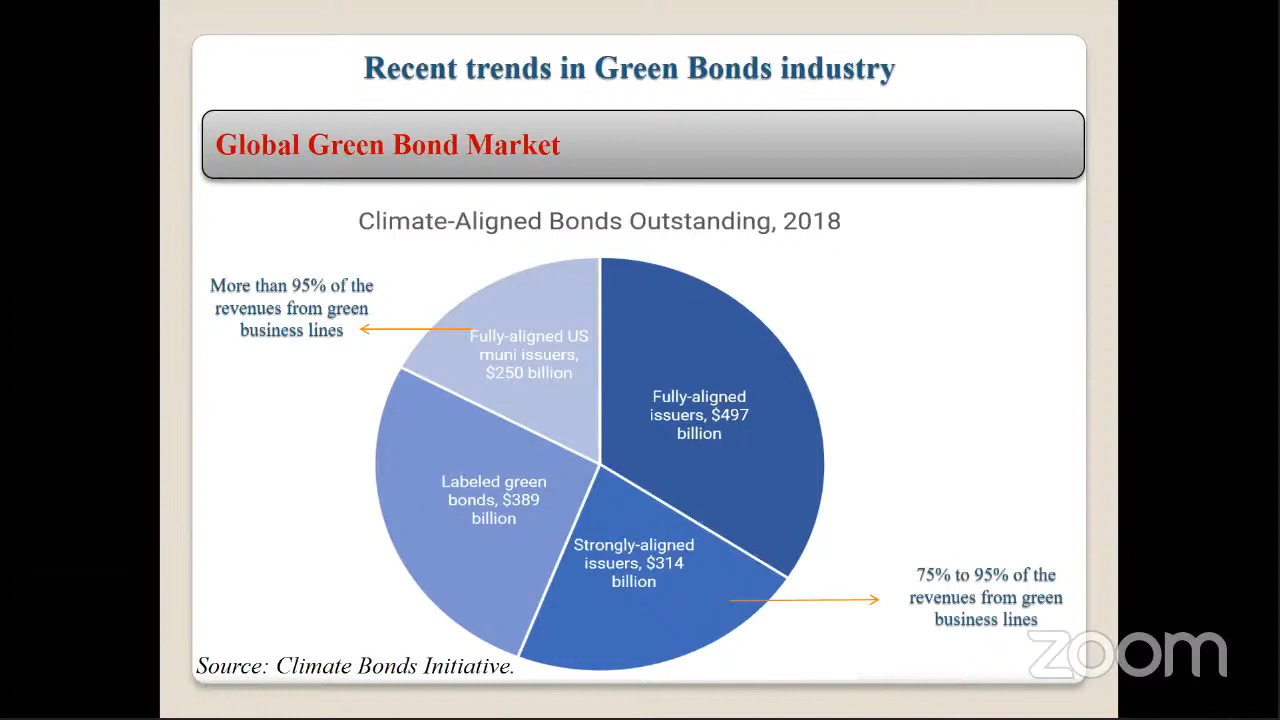 Recent trends in Green Bonds industry
Global Green Bond Market
Climate-Aligned Bonds Outstanding, 2018
More than 95% of the
revenues from green
business lines
Fully-aligned US
muni issuers,
$250 billion
Fully-aligned
issuers, $497
billion
Labeled green
bonds, $389
billion
Strongly-aligned
issuers, $314
billion
75% to 95% of the
revenues from green
business lines
Source: Climate Bonds Initiative.
zoom